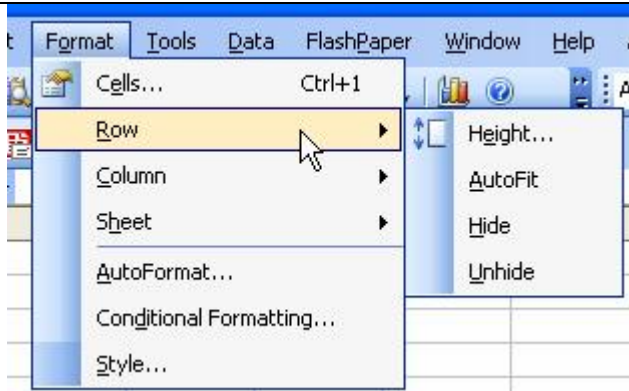 t Format Tools Data FlashPaper Window Help
Cells... Ctrl+1
A
Row
Height...
Column
AutoFit
Sheet
Hide
AutoFormat...
Unhide
Conditional Formatting...
Style...